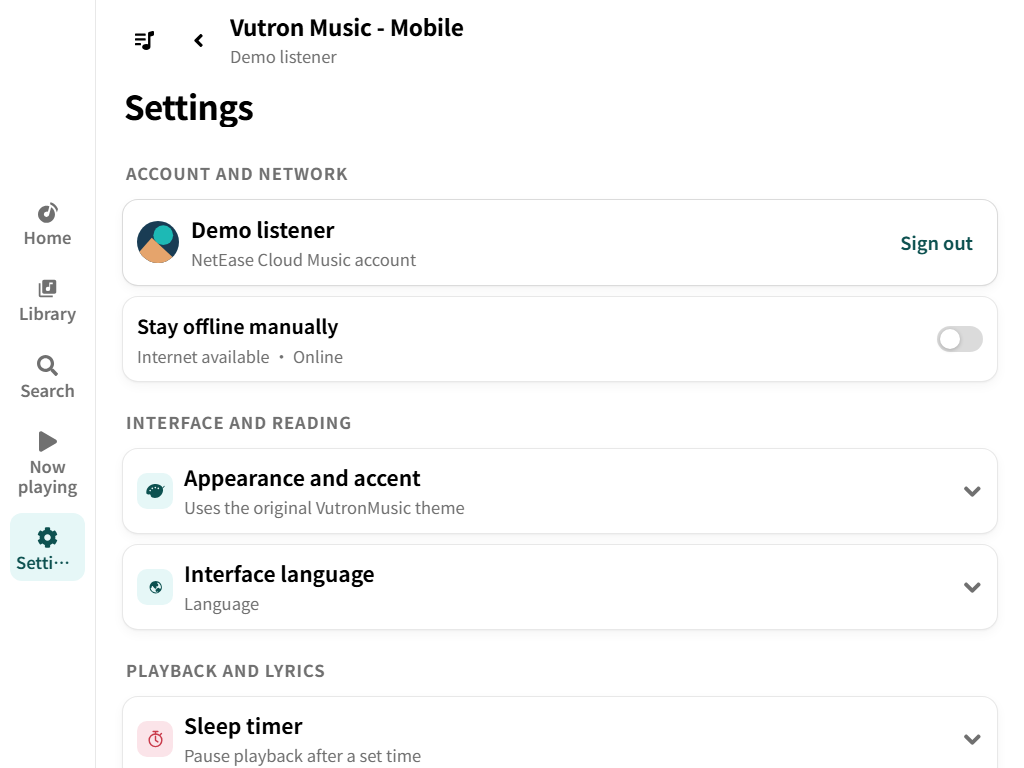 Vutron Music - Mobile
Demo listener
Settings
ACCOUNT AND NETWORK
Demo listener
NetEase Cloud Music account
Sign out
Stay offline manually
Internet available • Online
INTERFACE AND READING
Appearance and accent
Uses the original VutronMusic theme
Interface language
Language
PLAYBACK AND LYRICS
Sleep timer
Pause playback after a set time
Home
Library
Search
Now
playing
Setti···